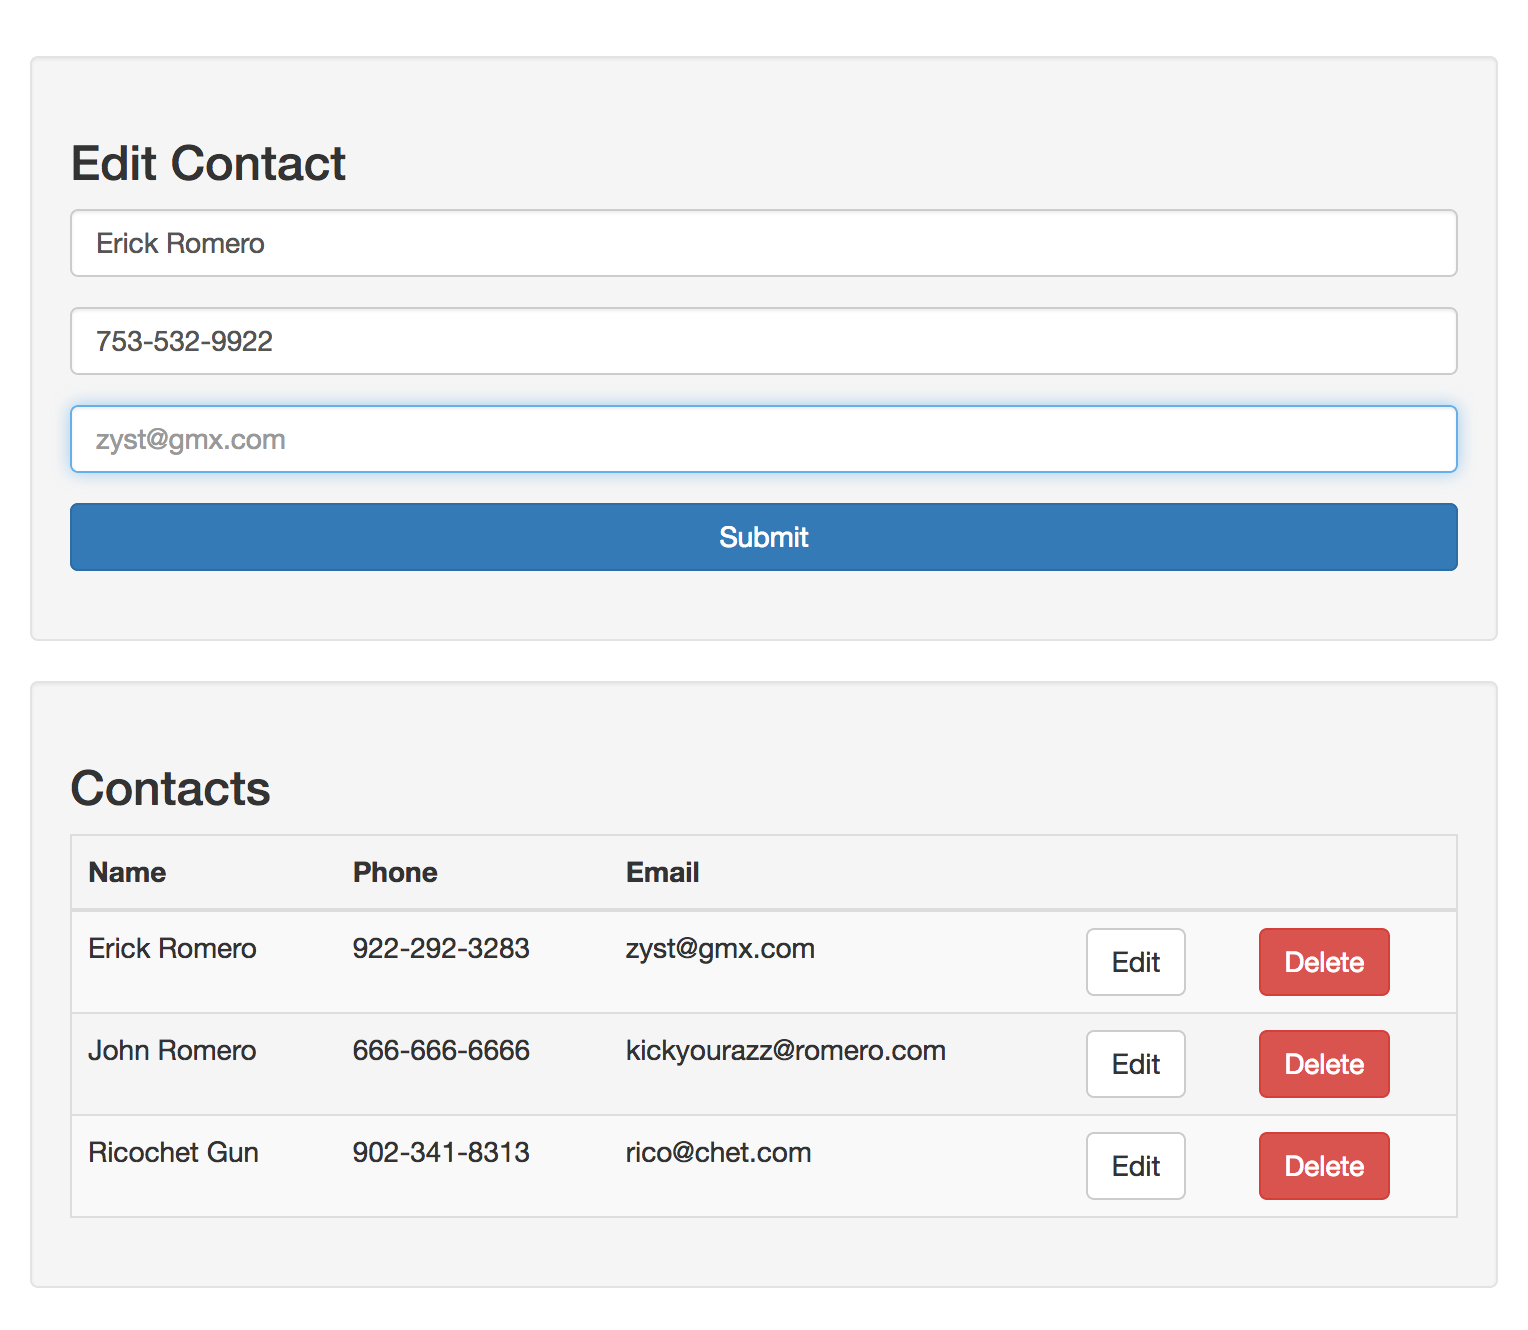 Edit Contact
Erick Romero
753-532-9922
zyst@gmx.com
Submit
Contacts
Name Phone Email
Erick Romero 922-292-3283 zyst@gmx.com Edit Delete
John Romero 666-666-6666 kickyourazz@romero.com Edit Delete
Ricochet Gun 902-341-8313 rico@chet.com Edit Delete